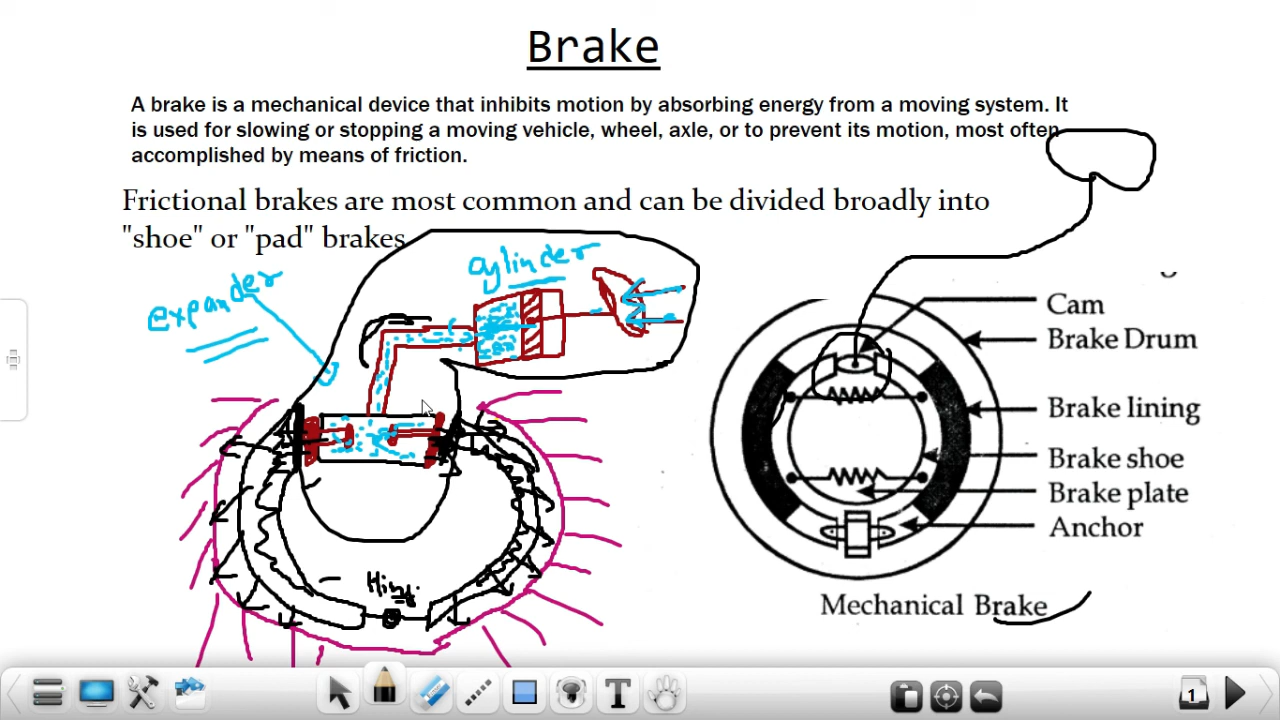 Brake
A brake is a mechanical device that inhibits motion by absorbing energy from a moving system. It
is used for slowing or stopping a moving vehicle, wheel, axle, or to prevent its motion, most often
accomplished by means of friction.
Frictional brakes are most common and can be divided broadly into
"shoe" or "pad" brakes
cylinder
expander
Cam
Brake Drum
Brake lining
Brake shoe
Brake plate
Anchor
Mechanical Brake
T
1